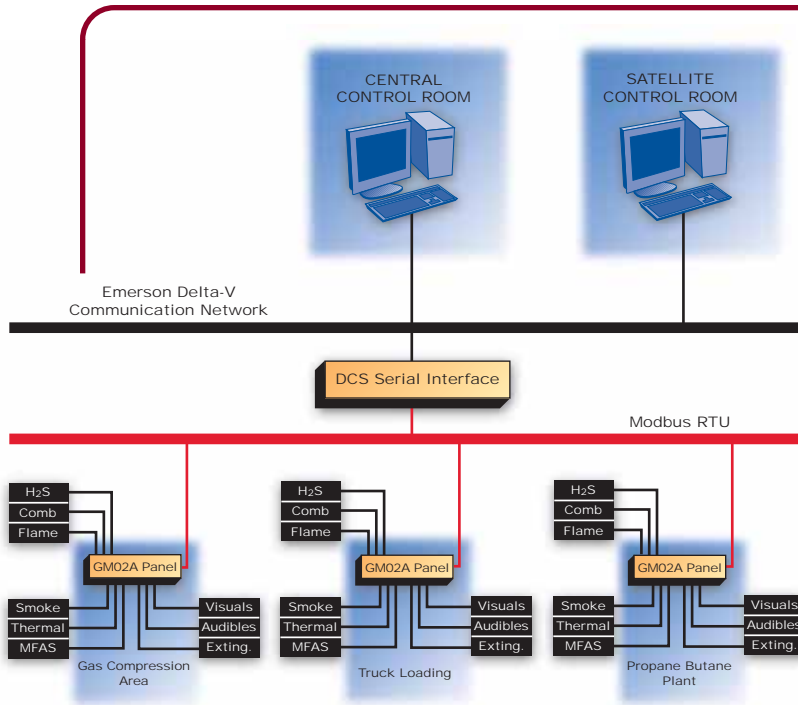 CENTRAL
CONTROL ROOM
SATELLITE
CONTROL ROOM
Emerson Delta-V
Communication Network
DCS Serial Interface
Modbus RTU
H2S
Comb
Flame
GM02A Panel
Smoke
Thermal
MFAS
Visuals
Audibles
Exting.
Gas Compression
Area
H2S
Comb
Flame
GM02A Panel
Smoke
Thermal
MFAS
Visuals
Audibles
Exting.
Truck Loading
H2S
Comb
Flame
GM02A Panel
Smoke
Thermal
MFAS
Visuals
Audibles
Exting.
Propane Butane
Plant